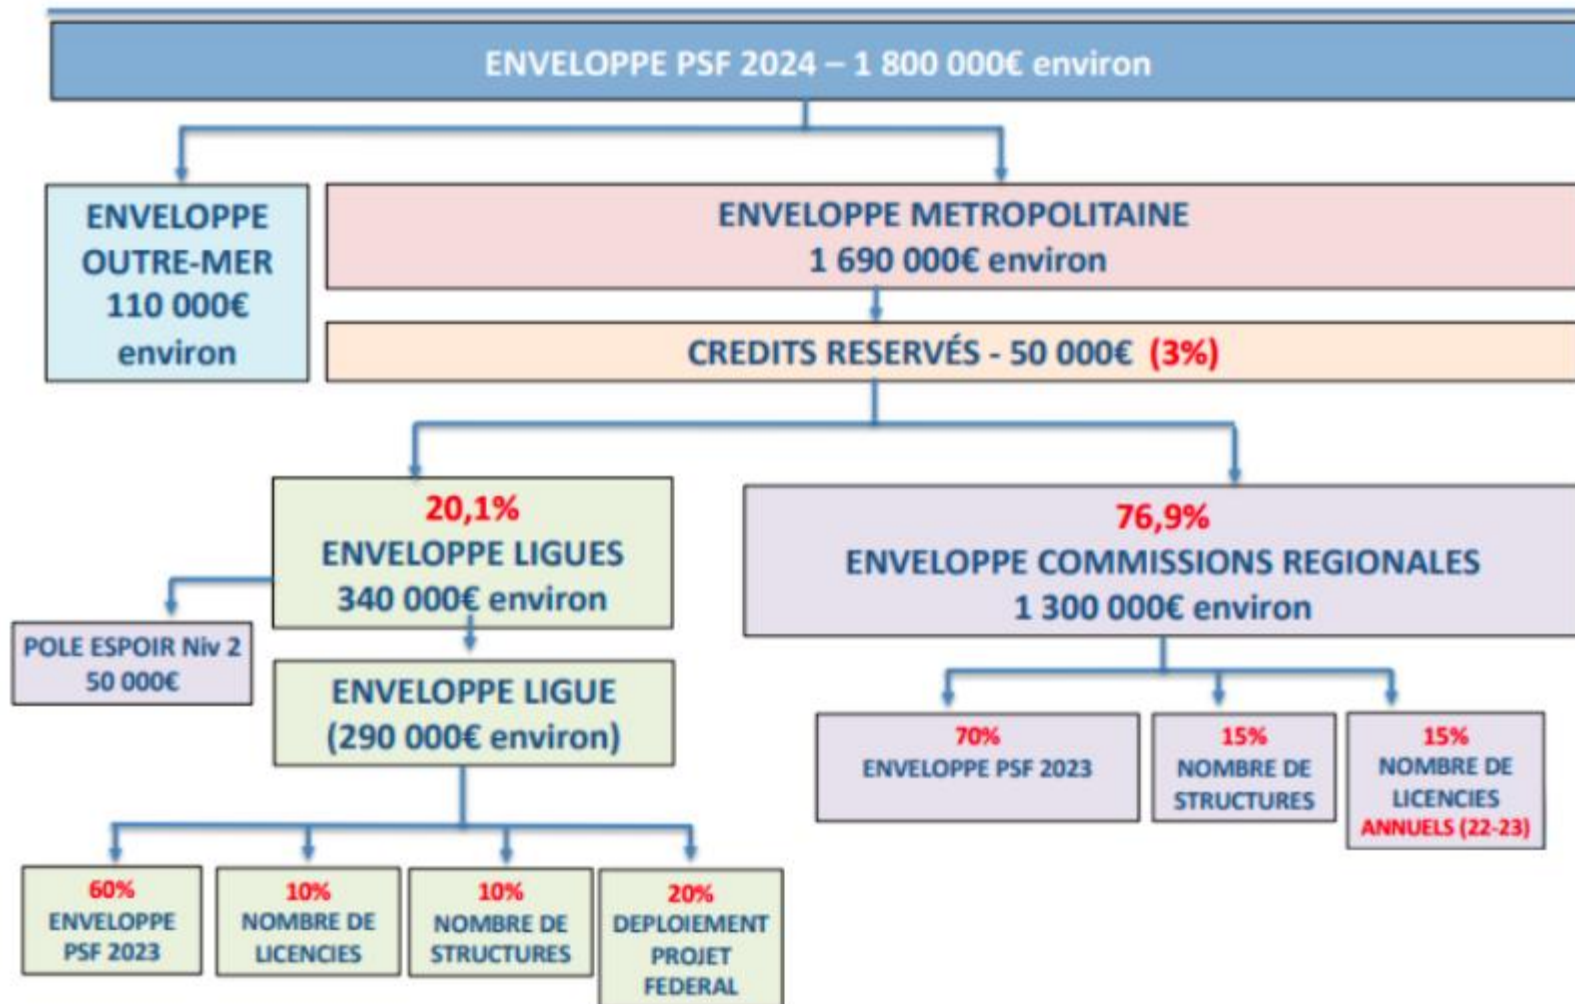 ENVELOPPE PSF 2024 – 1 800 000€ environ
ENVELOPPE
OUTRE-MER
110 000€
environ
ENVELOPPE METROPOLITAINE
1 690 000€ environ
CREDITS RESERVÉS - 50 000€ (3%)
20,1%
ENVELOPPE LIGUES
340 000€ environ
76,9%
ENVELOPPE COMMISSIONS REGIONALES
1 300 000€ environ
POLE ESPOIR Niv 2
50 000€
ENVELOPPE LIGUE
(290 000€ environ)
70%
ENVELOPPE PSF 2023
15%
NOMBRE DE
STRUCTURES
15%
NOMBRE DE
LICENCIES
ANNUELS (22-23)
60%
ENVELOPPE
PSF 2023
10%
NOMBRE DE
LICENCIES
10%
NOMBRE DE
STRUCTURES
20%
DEPLOIEMENT
PROJET
FEDERAL